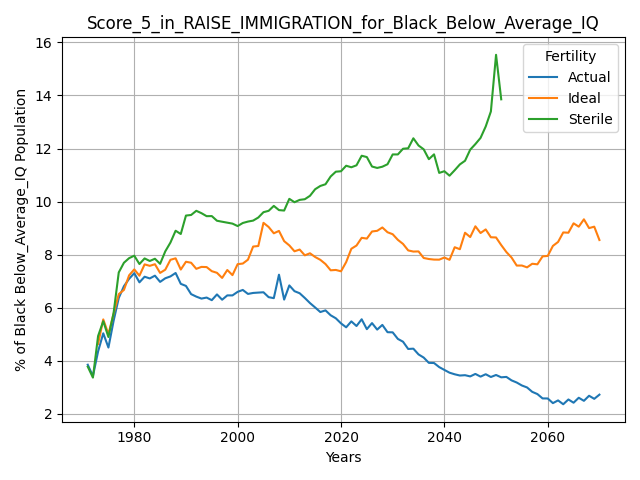 Score_5_in_RAISE_IMMIGRATION_for_Black_Below_Average_IQ
% of Black Below_Average_IQ Population
16
14
12
10
8
6
4
2
Fertility
Actual
Ideal
Sterile
1980
2000
2020
2040
2060
Years